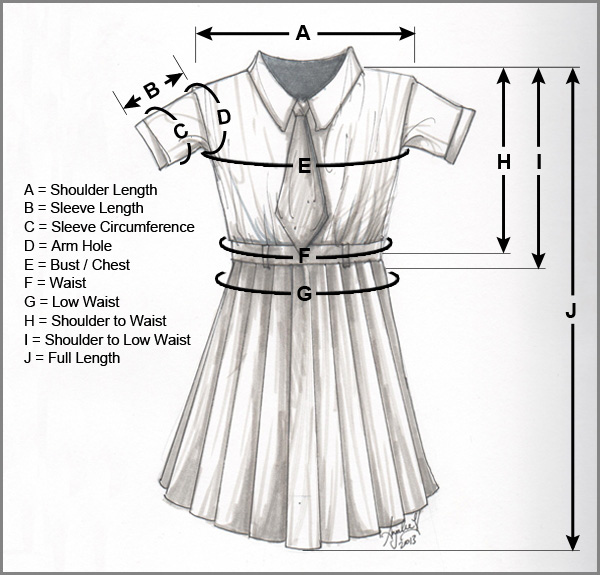 A
B
C
D
E
F
G
H
I
J
A = Shoulder Length
B = Sleeve Length
C = Sleeve Circumference
D = Arm Hole
E = Bust / Chest
F = Waist
G = Low Waist
H = Shoulder to Waist
I = Shoulder to Low Waist
J = Full Length
2013